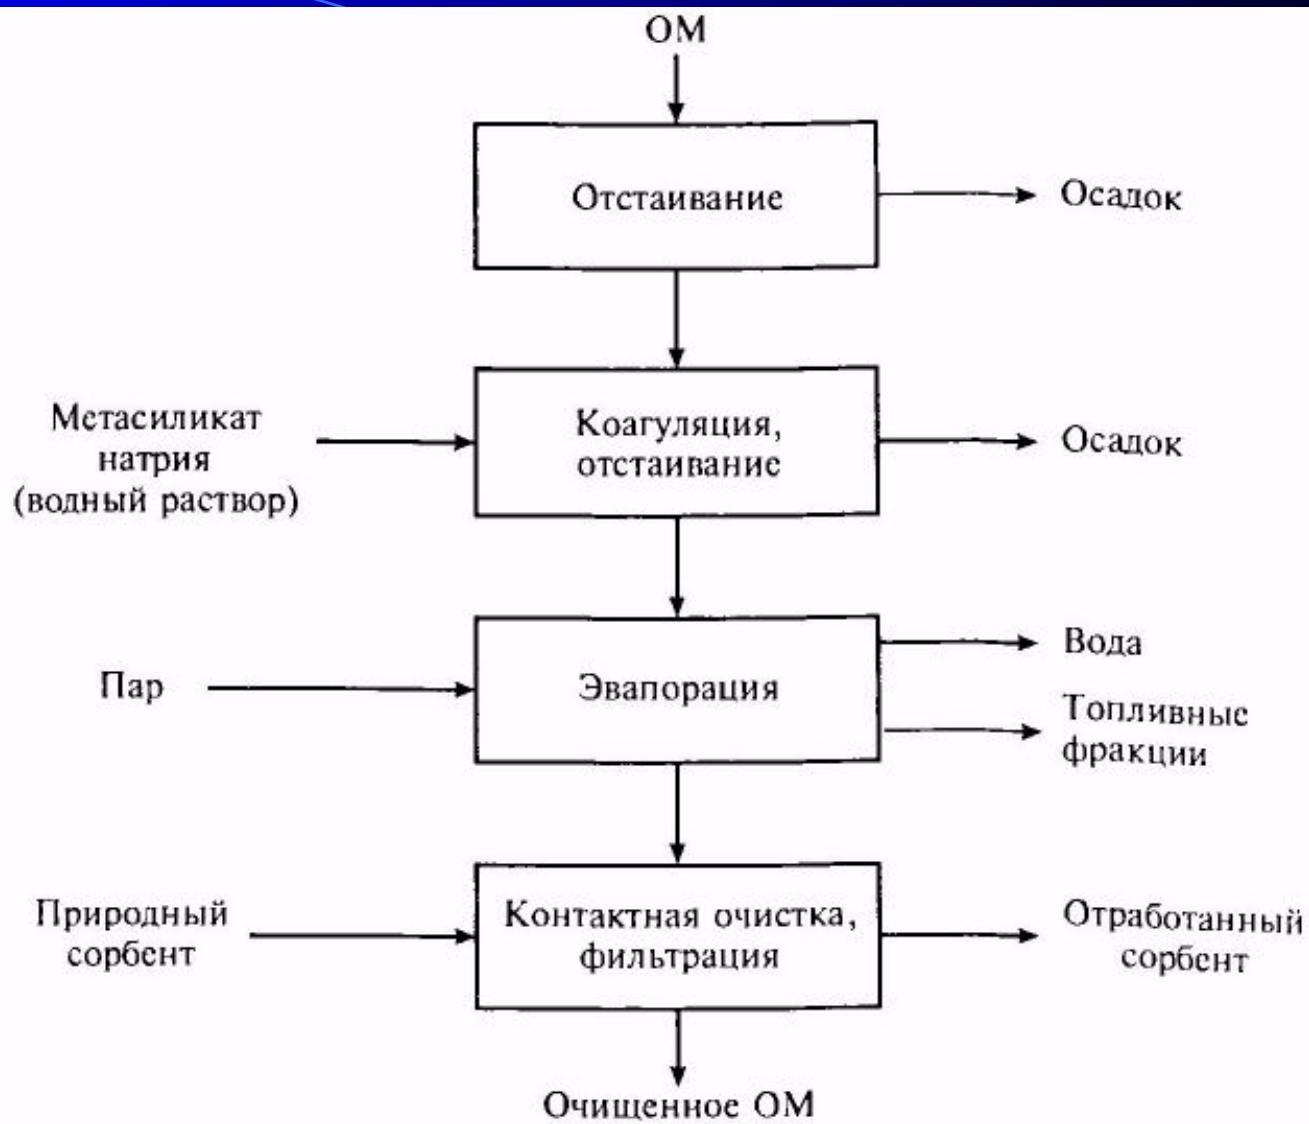 ОМ
Отстаивание
Осадок
Метасиликат
натрия
(водный раствор)
Коагуляция,
отстаивание
Осадок
Пар
Эвапорация
Вода
Топливные
фракции
Природный
сорбент
Контактная очистка,
фильтрация
Отработанный
сорбент
Очищенное ОМ